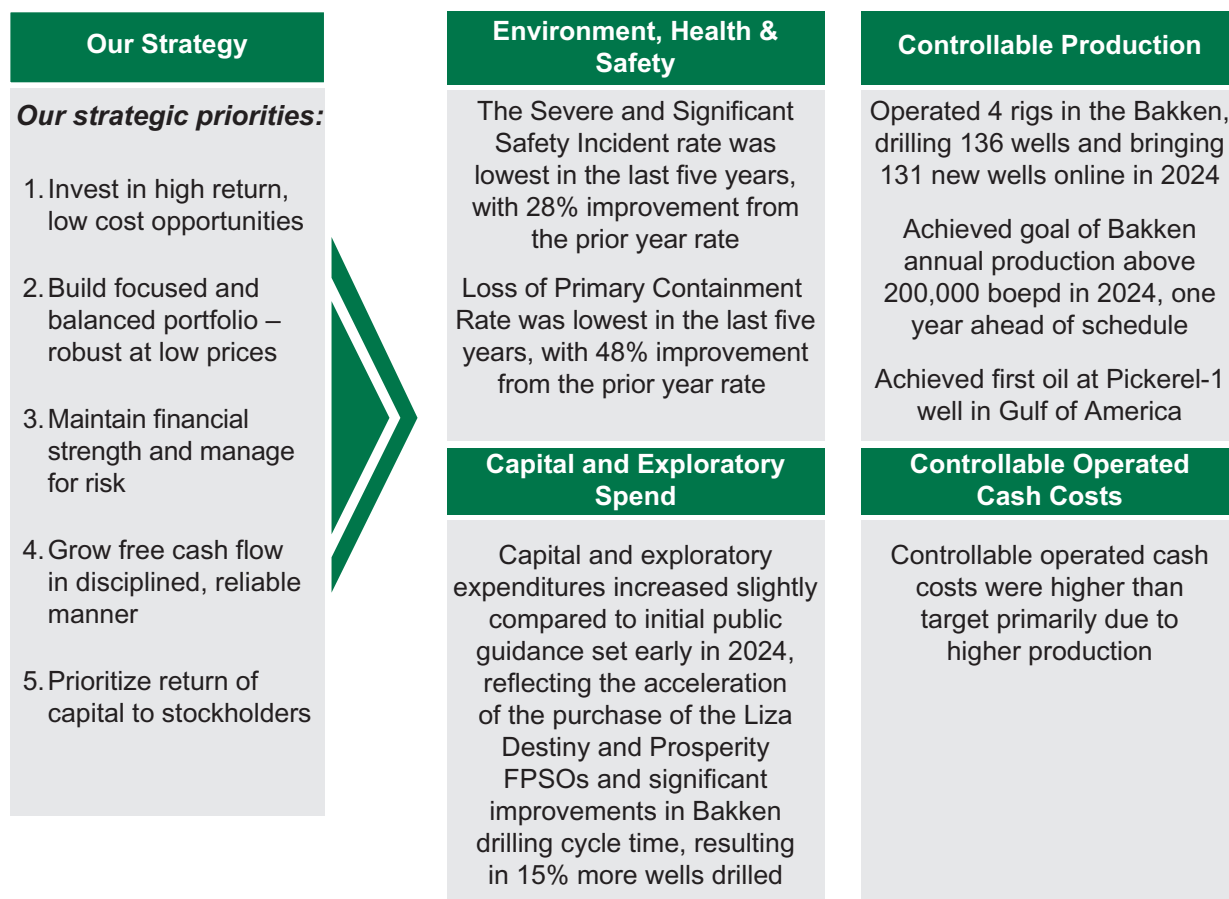 Our Strategy
Our strategic priorities:
1. Invest in high return,
low cost opportunities
2. Build focused and
balanced portfolio –
robust at low prices
3. Maintain financial
strength and manage
for risk
4. Grow free cash flow
in disciplined, reliable
manner
5. Prioritize return of
capital to stockholders
Environment, Health &
Safety
The Severe and Significant
Safety Incident rate was
lowest in the last five years,
with 28% improvement from
the prior year rate
Loss of Primary Containment
Rate was lowest in the last five
years, with 48% improvement
from the prior year rate
Controllable Production
Operated 4 rigs in the Bakken,
drilling 136 wells and bringing
131 new wells online in 2024
Achieved goal of Bakken
annual production above
200,000 boepd in 2024, one
year ahead of schedule
Achieved first oil at Pickerel-1
well in Gulf of America
Capital and Exploratory
Spend
Capital and exploratory
expenditures increased slightly
compared to initial public
guidance set early in 2024,
reflecting the acceleration
of the purchase of the Liza
Destiny and Prosperity
FPSOs and significant
improvements in Bakken
drilling cycle time, resulting
in 15% more wells drilled
Controllable Operated
Cash Costs
Controllable operated cash
costs were higher than
target primarily due to
higher production